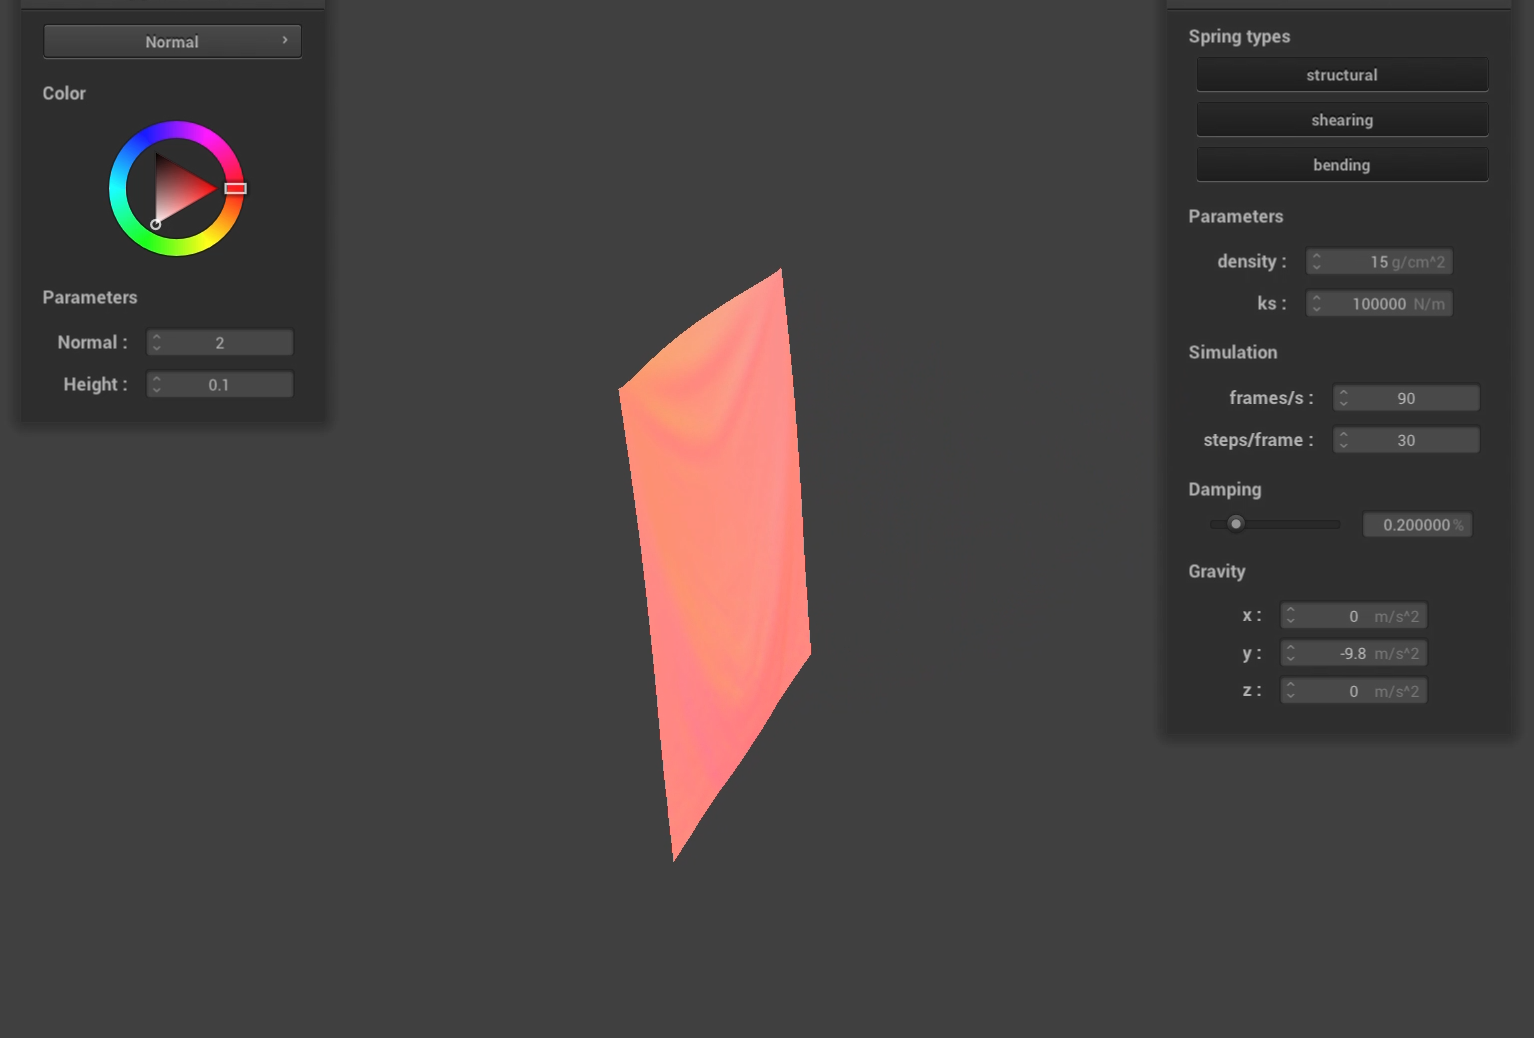 Normal
Color
Parameters
Normal : 2
Height : 0.1
Spring types
structural
shearing
bending
Parameters
density : 15 g/cm^2
ks : 100000 N/m
Simulation
frames/s : 90
steps/frame : 30
Damping
0.200000 %
Gravity
x : 0 m/s^2
y : -9.8 m/s^2
z : 0 m/s^2